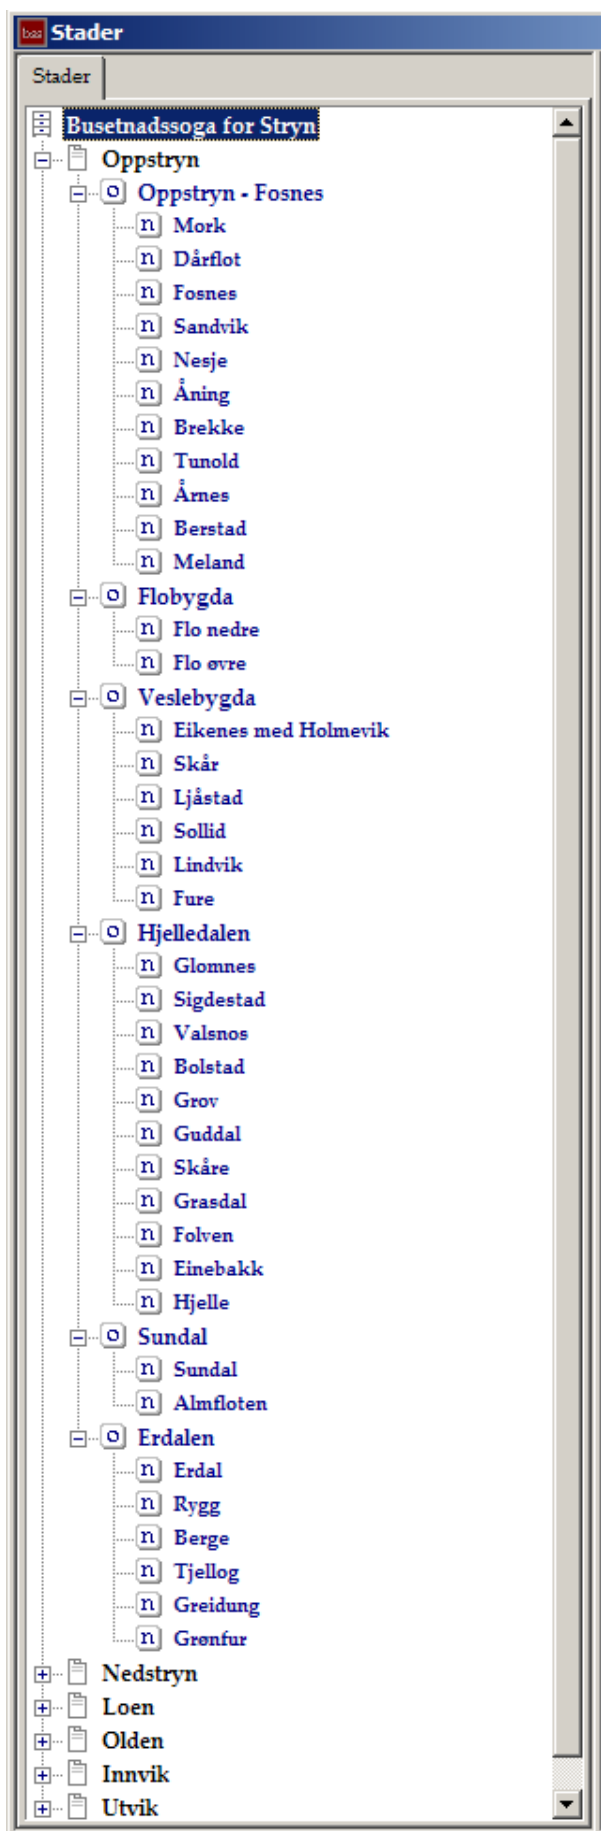 bas Stader
Stader
Busetnadssoga for Stryn
Oppstryn
o Oppstryn - Fosnes
n Mork
n Dårflot
n Fosnes
n Sandvik
n Nesje
n Åning
n Brekke
n Tunold
n Årnes
n Berstad
n Meland
o Flobygda
n Flo nedre
n Flo øvre
o Veslebygda
n Eikenes med Holmevik
n Skår
n Ljåstad
n Sollid
n Lindvik
n Fure
o Hjelledalen
n Glomnes
n Sigdestad
n Valsnos
n Bolstad
n Grov
n Guddal
n Skåre
n Grasdal
n Folven
n Einebakk
n Hjelle
o Sundal
n Sundal
n Almfloten
o Erdalen
n Erdal
n Rygg
n Berge
n Tjellog
n Greidung
n Grønfur
Nedstryn
Loen
Olden
Innvik
Utvik